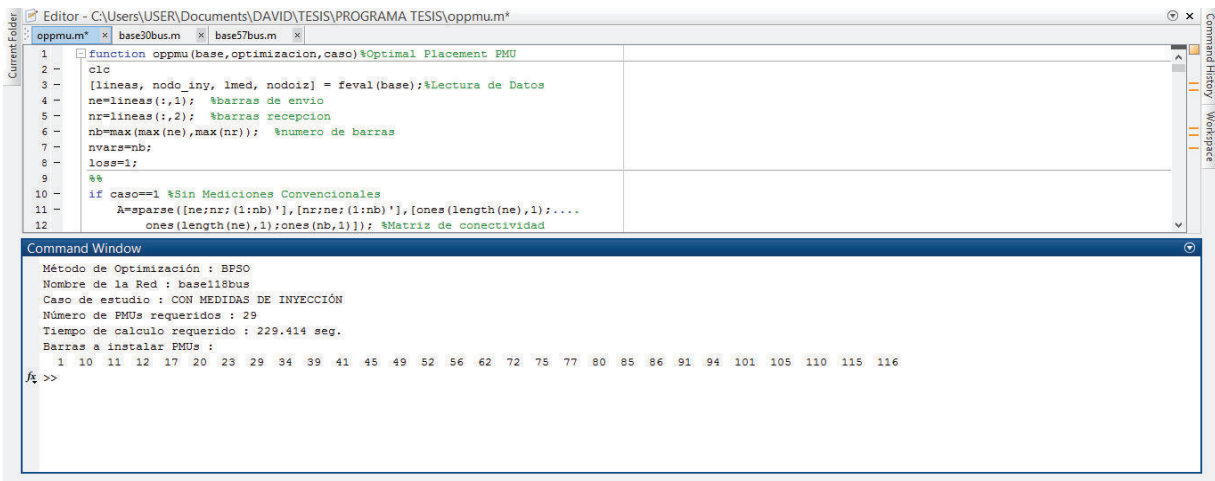 Editor - C:\Users\USER\Documents\DAVID\TESIS\PROGRAMA TESIS\oppmu.m*
oppmu.m* × base30bus.m × base57bus.m ×
Current Folder
1 function oppmu(base,optimizacion,caso)%Optimal Placement PMU
2 - clc
3 - [lineas, nodo_iny, lmed, nodoiz] = feval(base);%Lectura de Datos
4 - ne=lineas(:,1); %barras de envio
5 - nr=lineas(:,2); %barras recepcion
6 - nb=max(max(ne),max(nr)); %numero de barras
7 - nvars=nb;
8 - loss=1;
9 %%
10 - if caso==1 %Sin Mediciones Convencionales
11 - A=sparse([ne;nr;(1:nb)'],[nr;ne;(1:nb)'],[ones(length(ne),1);....
12 ones(length(ne),1);ones(nb,1)]); %Matriz de conectividad
Command History
Workspace
Command Window
Método de Optimización : BPSO
Nombre de la Red : base118bus
Caso de estudio : CON MEDIDAS DE INYECCIÓN
Número de PMUs requeridos : 29
Tiempo de calculo requerido : 229.414 seg.
Barras a instalar PMUs :
1 10 11 12 17 20 23 29 34 39 41 45 49 52 56 62 72 75 77 80 85 86 91 94 101 105 110 115 116
fx >>